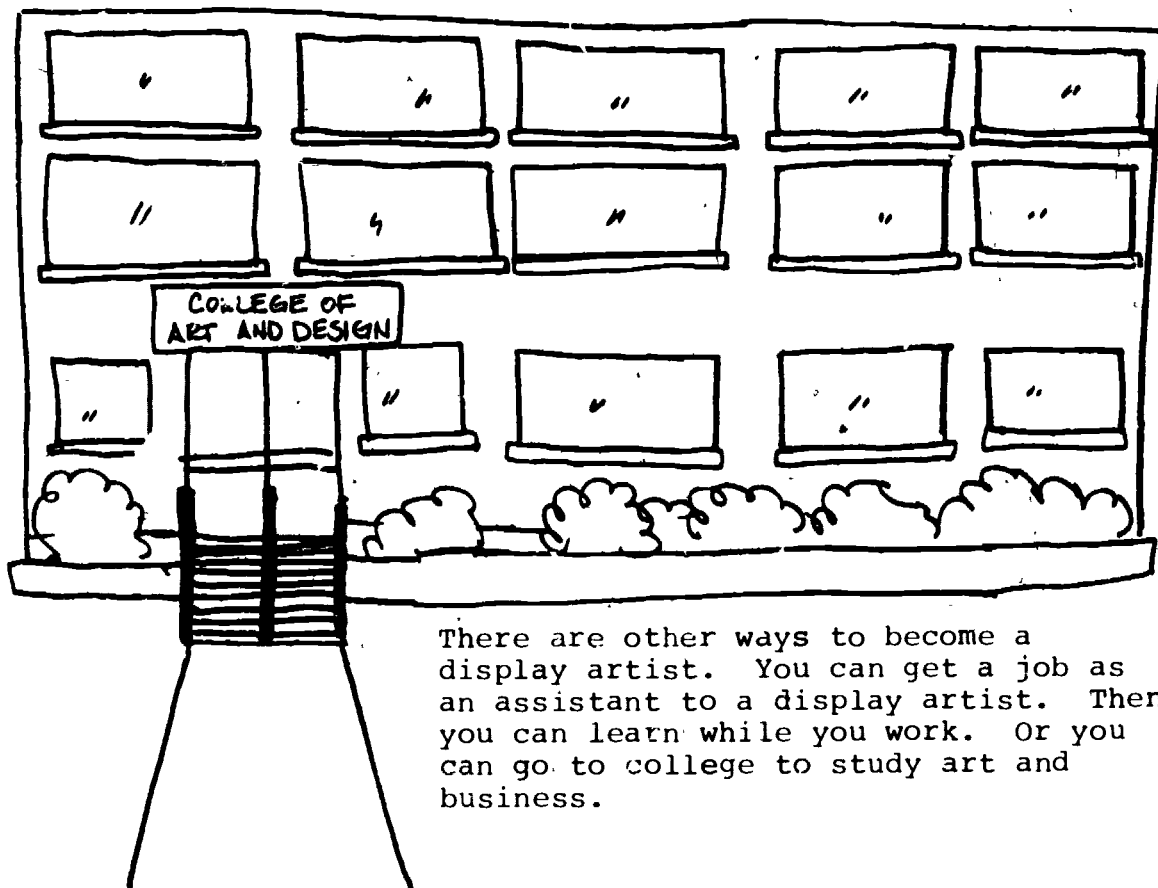 COLLEGE OF
ART AND DESIGN
There are other ways to become a
display artist. You can get a job as
an assistant to a display artist. Then
you can learn while you work. Or you
can go to college to study art and
business.